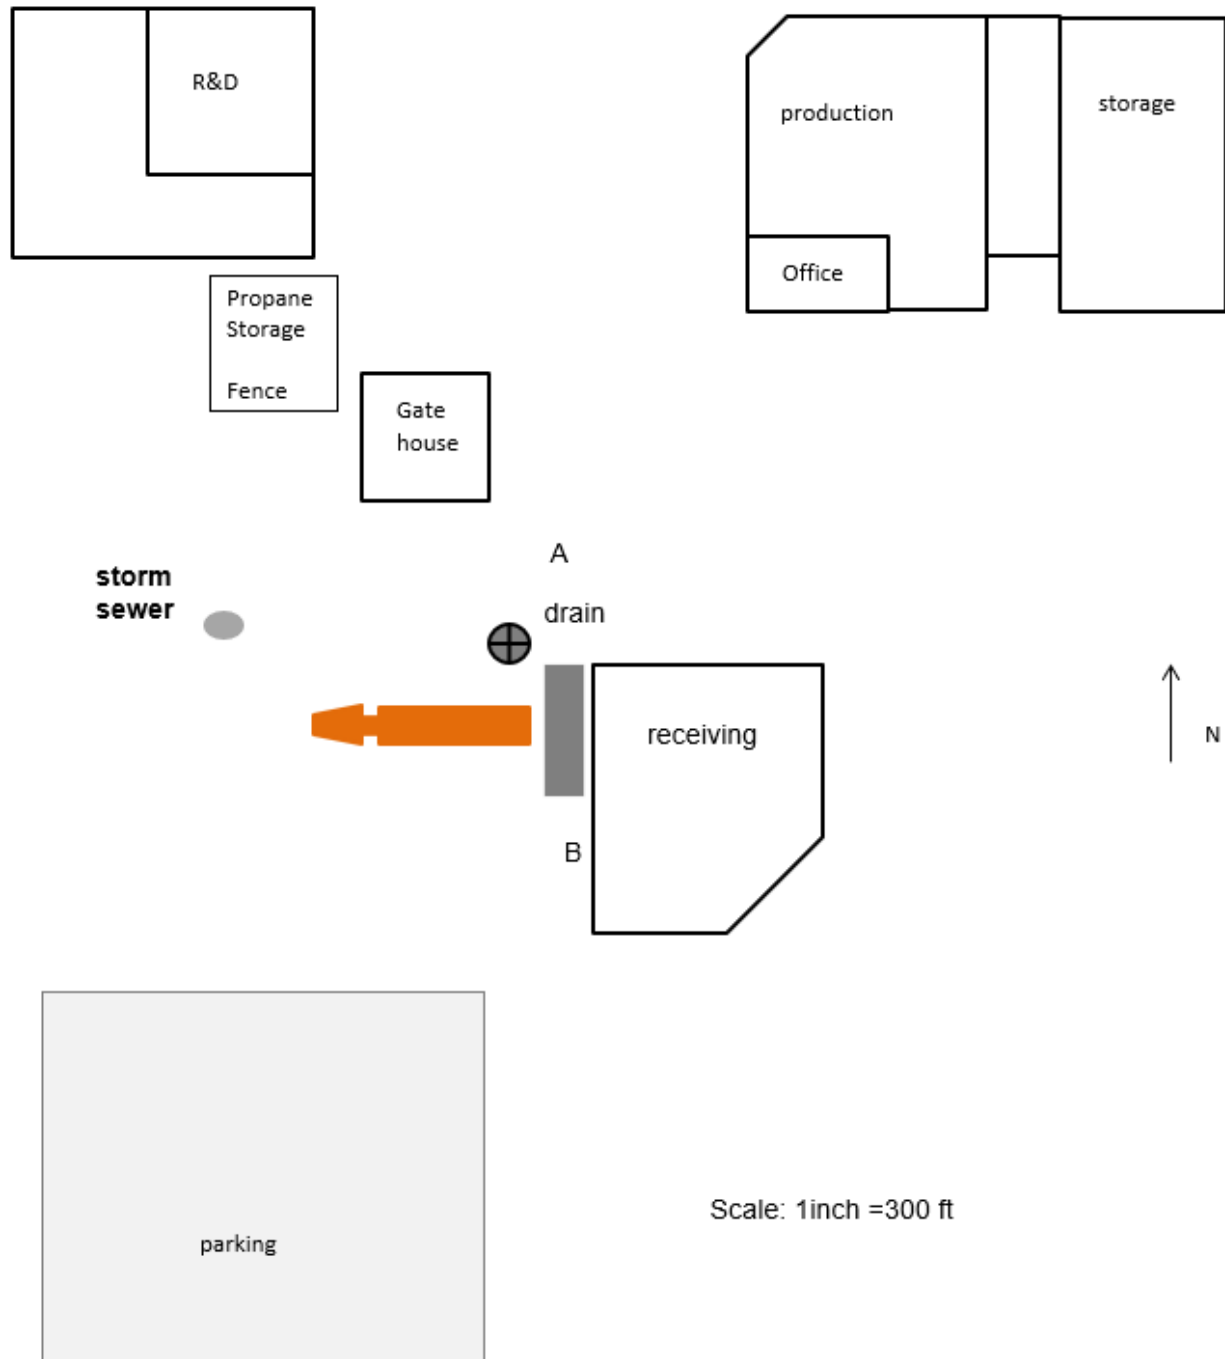 R&D
production
storage
Office
Propane
Storage
Fence
Gate
house
A
storm
sewer
drain
receiving
N
B
Scale: 1inch =300 ft
parking